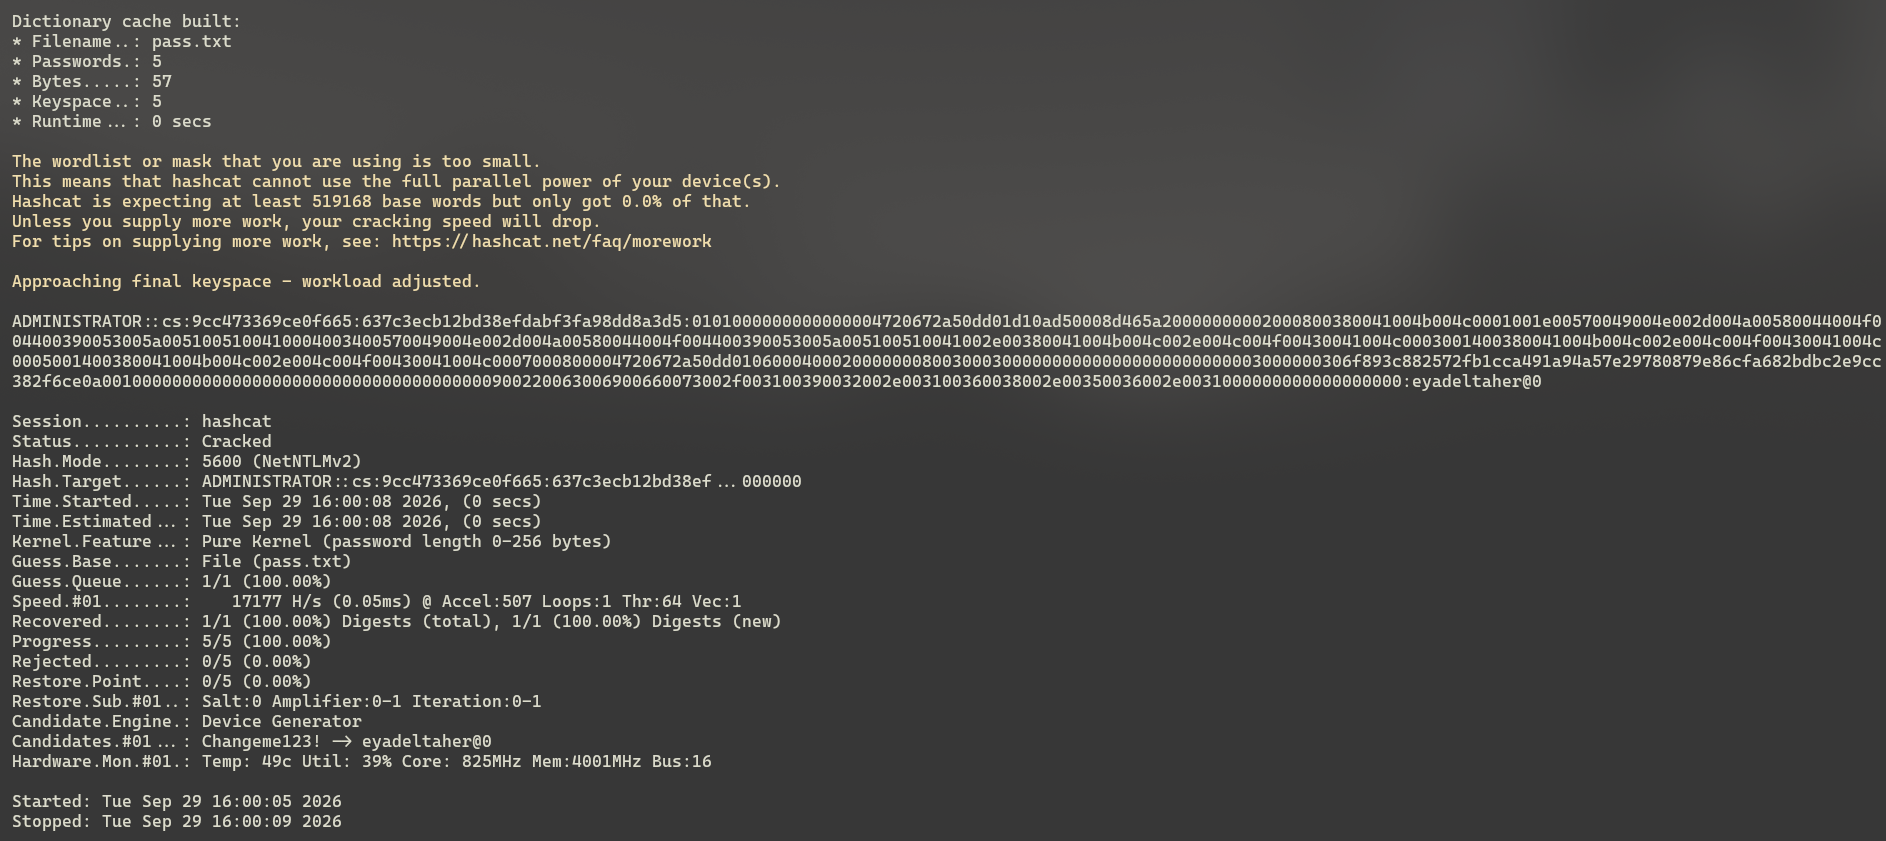 Dictionary cache built:
* Filename..: pass.txt
* Passwords.: 5
* Bytes.....: 57
* Keyspace..: 5
* Runtime...: 0 secs
The wordlist or mask that you are using is too small.
This means that hashcat cannot use the full parallel power of your device(s).
Hashcat is expecting at least 519168 base words but only got 0.0% of that.
Unless you supply more work, your cracking speed will drop.
For tips on supplying more work, see: https://hashcat.net/faq/morework
Approaching final keyspace - workload adjusted.
ADMINISTRATOR::cs:9cc473369ce0f665:637c3ecb12bd38efdabf3fa98dd8a3d5:0101000000000000004720672a50dd01d10ad50008d465a20000000002000800380041004b004c0001001e00570049004e002d004a00580044004f0
04400390053005a0051005100410004003400570049004e002d004a00580044004f004400390053005a005100510041002e00380041004b004c002e004c004f00430041004c0003001400380041004b004c002e004c004f00430041004c
0005001400380041004b004c002e004c004f00430041004c0007000800004720672a50dd0106000400020000000800300030000000000000000000000000300000306f893c882572fb1cca491a94a57e29780879e86cfa682bdbc2e9cc
382f6ce0a001000000000000000000000000000000000000900220063006900660073002f003100390032002e003100360038002e00350036002e0031000000000000000000:eyadeltaher@0
Session..........: hashcat
Status...........: Cracked
Hash.Mode........: 5600 (NetNTLMv2)
Hash.Target......: ADMINISTRATOR::cs:9cc473369ce0f665:637c3ecb12bd38ef...000000
Time.Started.....: Tue Sep 29 16:00:08 2026, (0 secs)
Time.Estimated...: Tue Sep 29 16:00:08 2026, (0 secs)
Kernel.Feature...: Pure Kernel (password length 0-256 bytes)
Guess.Base.......: File (pass.txt)
Guess.Queue......: 1/1 (100.00%)
Speed.#01........:    17177 H/s (0.05ms) @ Accel:507 Loops:1 Thr:64 Vec:1
Recovered........: 1/1 (100.00%) Digests (total), 1/1 (100.00%) Digests (new)
Progress.........: 5/5 (100.00%)
Rejected.........: 0/5 (0.00%)
Restore.Point....: 0/5 (0.00%)
Restore.Sub.#01..: Salt:0 Amplifier:0-1 Iteration:0-1
Candidate.Engine.: Device Generator
Candidates.#01...: Changeme123! -> eyadeltaher@0
Hardware.Mon.#01.: Temp: 49c Util: 39% Core: 825MHz Mem:4001MHz Bus:16
Started: Tue Sep 29 16:00:05 2026
Stopped: Tue Sep 29 16:00:09 2026